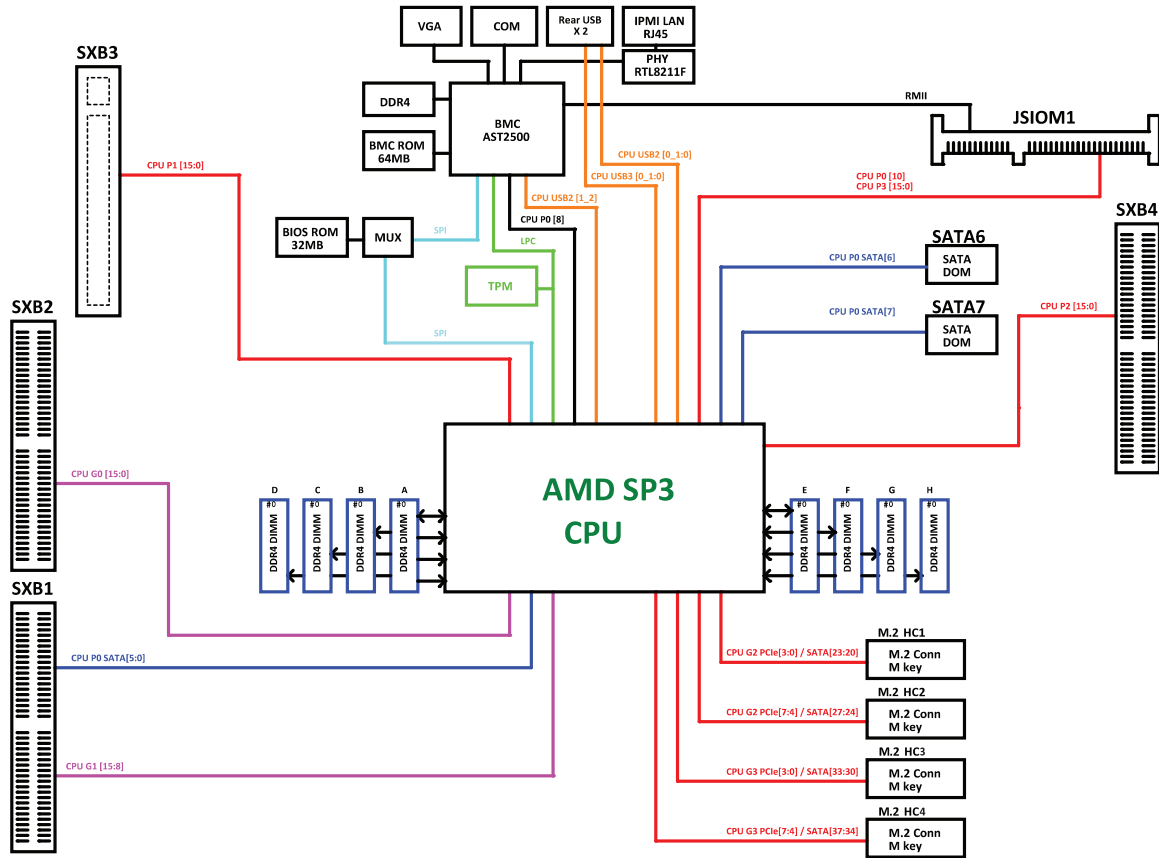 VGA
COM
Rear USB
X 2
IPMI LAN
RJ45
PHY
RTL8211F
SXB3
DDR4
BMC
AST2500
BMC ROM
64MB
RMII
JSIOM1
CPU P1 [15:0]
CPU USB2 [0_1:0]
CPU USB3 [0_1:0]
CPU P0 [10]
CPU P3 [15:0]
CPU USB2 [1_2]
CPU P0 [8]
SXB4
BIOS ROM
32MB
MUX
SPI
LPC
SATA6
CPU P0 SATA[6]
SATA
DOM
TPM
SXB2
SATA7
CPU P0 SATA[7]
SATA
DOM
CPU P2 [15:0]
SPI
CPU G0 [15:0]
AMD SP3
CPU
D
C
B
A
#0
#0
#0
#0
DDR4 DIMM
DDR4 DIMM
DDR4 DIMM
DDR4 DIMM
E
F
G
H
#0
#0
#0
#0
DDR4 DIMM
DDR4 DIMM
DDR4 DIMM
DDR4 DIMM
SXB1
CPU P0 SATA[5:0]
CPU G1 [15:8]
M.2 HC1
CPU G2 PCIe[3:0] / SATA[23:20]
M.2 Conn
M key
M.2 HC2
CPU G2 PCIe[7:4] / SATA[27:24]
M.2 Conn
M key
M.2 HC3
CPU G3 PCIe[3:0] / SATA[33:30]
M.2 Conn
M key
M.2 HC4
CPU G3 PCIe[7:4] / SATA[37:34]
M.2 Conn
M key